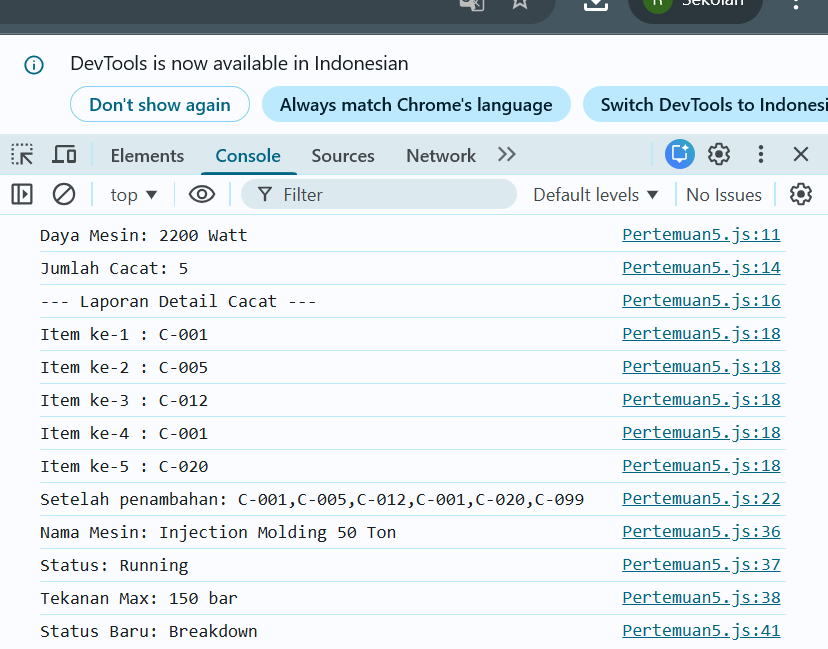 R Sekolah
DevTools is now available in Indonesian
Don't show again Always match Chrome's language Switch DevTools to Indonesi
Elements Console Sources Network
top Filter Default levels No Issues
Daya Mesin: 2200 Watt Pertemuan5.js:11
Jumlah Cacat: 5 Pertemuan5.js:14
--- Laporan Detail Cacat --- Pertemuan5.js:16
Item ke-1 : C-001 Pertemuan5.js:18
Item ke-2 : C-005 Pertemuan5.js:18
Item ke-3 : C-012 Pertemuan5.js:18
Item ke-4 : C-001 Pertemuan5.js:18
Item ke-5 : C-020 Pertemuan5.js:18
Setelah penambahan: C-001,C-005,C-012,C-001,C-020,C-099 Pertemuan5.js:22
Nama Mesin: Injection Molding 50 Ton Pertemuan5.js:36
Status: Running Pertemuan5.js:37
Tekanan Max: 150 bar Pertemuan5.js:38
Status Baru: Breakdown Pertemuan5.js:41